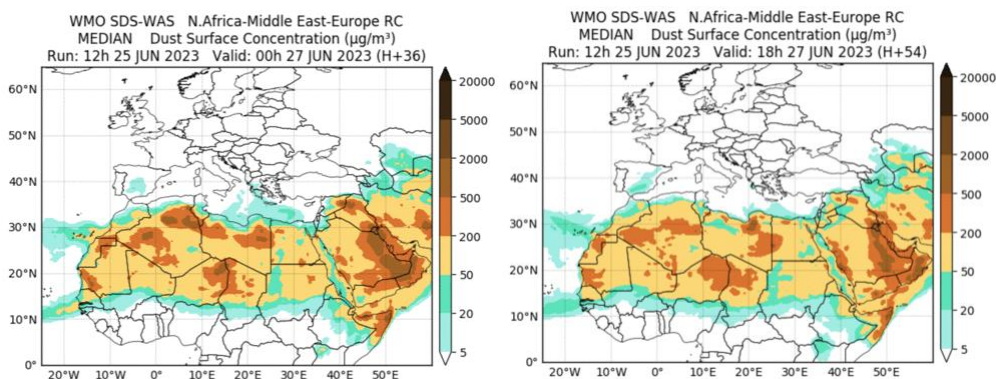 WMO SDS-WAS N.Africa-Middle East-Europe RC
MEDIAN Dust Surface Concentration (µg/m³)
Run: 12h 25 JUN 2023 Valid: 00h 27 JUN 2023 (H+36)
60°N
50°N
40°N
30°N
20°N
10°N
0°
20°W
10°W
0°
10°E
20°E
30°E
40°E
50°E
20000
5000
2000
500
200
50
20
5
WMO SDS-WAS N.Africa-Middle East-Europe RC
MEDIAN Dust Surface Concentration (µg/m³)
Run: 12h 25 JUN 2023 Valid: 18h 27 JUN 2023 (H+54)
60°N
50°N
40°N
30°N
20°N
10°N
0°
20°W
10°W
0°
10°E
20°E
30°E
40°E
50°E
20000
5000
2000
500
200
50
20
5